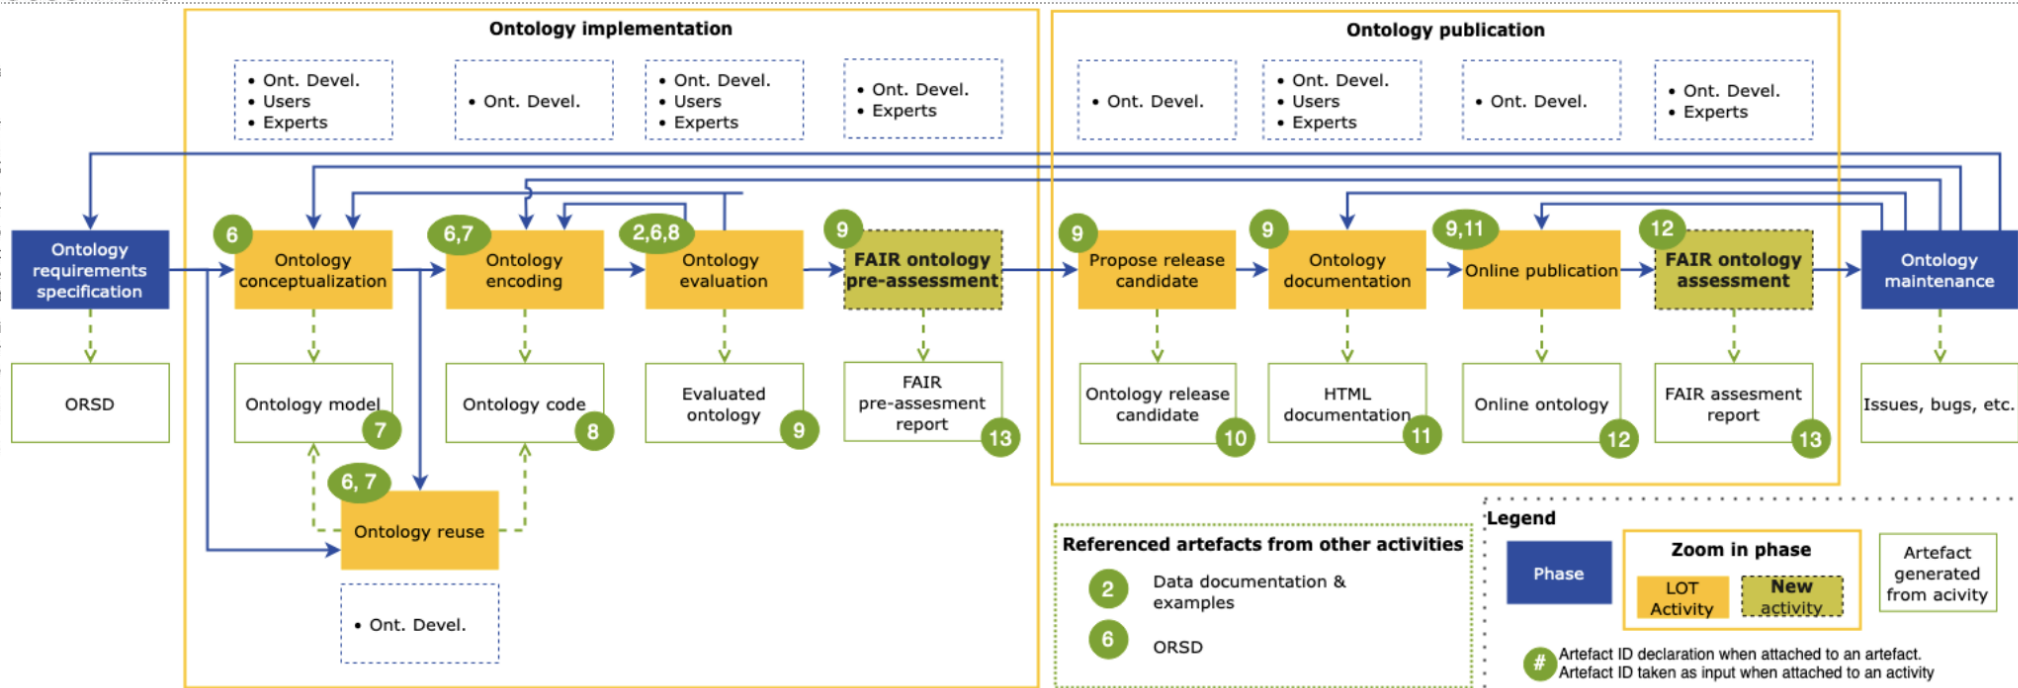 Ontology implementation
Ontology publication
• Ont. Devel.
• Users
• Experts
• Ont. Devel.
• Ont. Devel.
• Users
• Experts
• Ont. Devel.
• Experts
• Ont. Devel.
• Ont. Devel.
• Users
• Experts
• Ont. Devel.
• Ont. Devel.
• Experts
Ontology
requirements
specification
6
Ontology
conceptualization
6,7
Ontology
encoding
2,6,8
Ontology
evaluation
9
FAIR ontology
pre-assessment
9
Propose release
candidate
9
Ontology
documentation
9,11
Online publication
12
FAIR ontology
assessment
Ontology
maintenance
ORSD
Ontology model
7
Ontology code
8
Evaluated
ontology
9
FAIR
pre-assesment
report
13
Ontology release
candidate
10
HTML
documentation
11
Online ontology
12
FAIR assesment
report
13
Issues, bugs, etc.
6, 7
Ontology reuse
• Ont. Devel.
Referenced artefacts from other activities
2
Data documentation &
examples
6
ORSD
Legend
Phase
Zoom in phase
LOT
Activity
New
activity
Artefact
generated
from acivity
#
Artefact ID declaration when attached to an artefact.
Artefact ID taken as input when attached to an activity